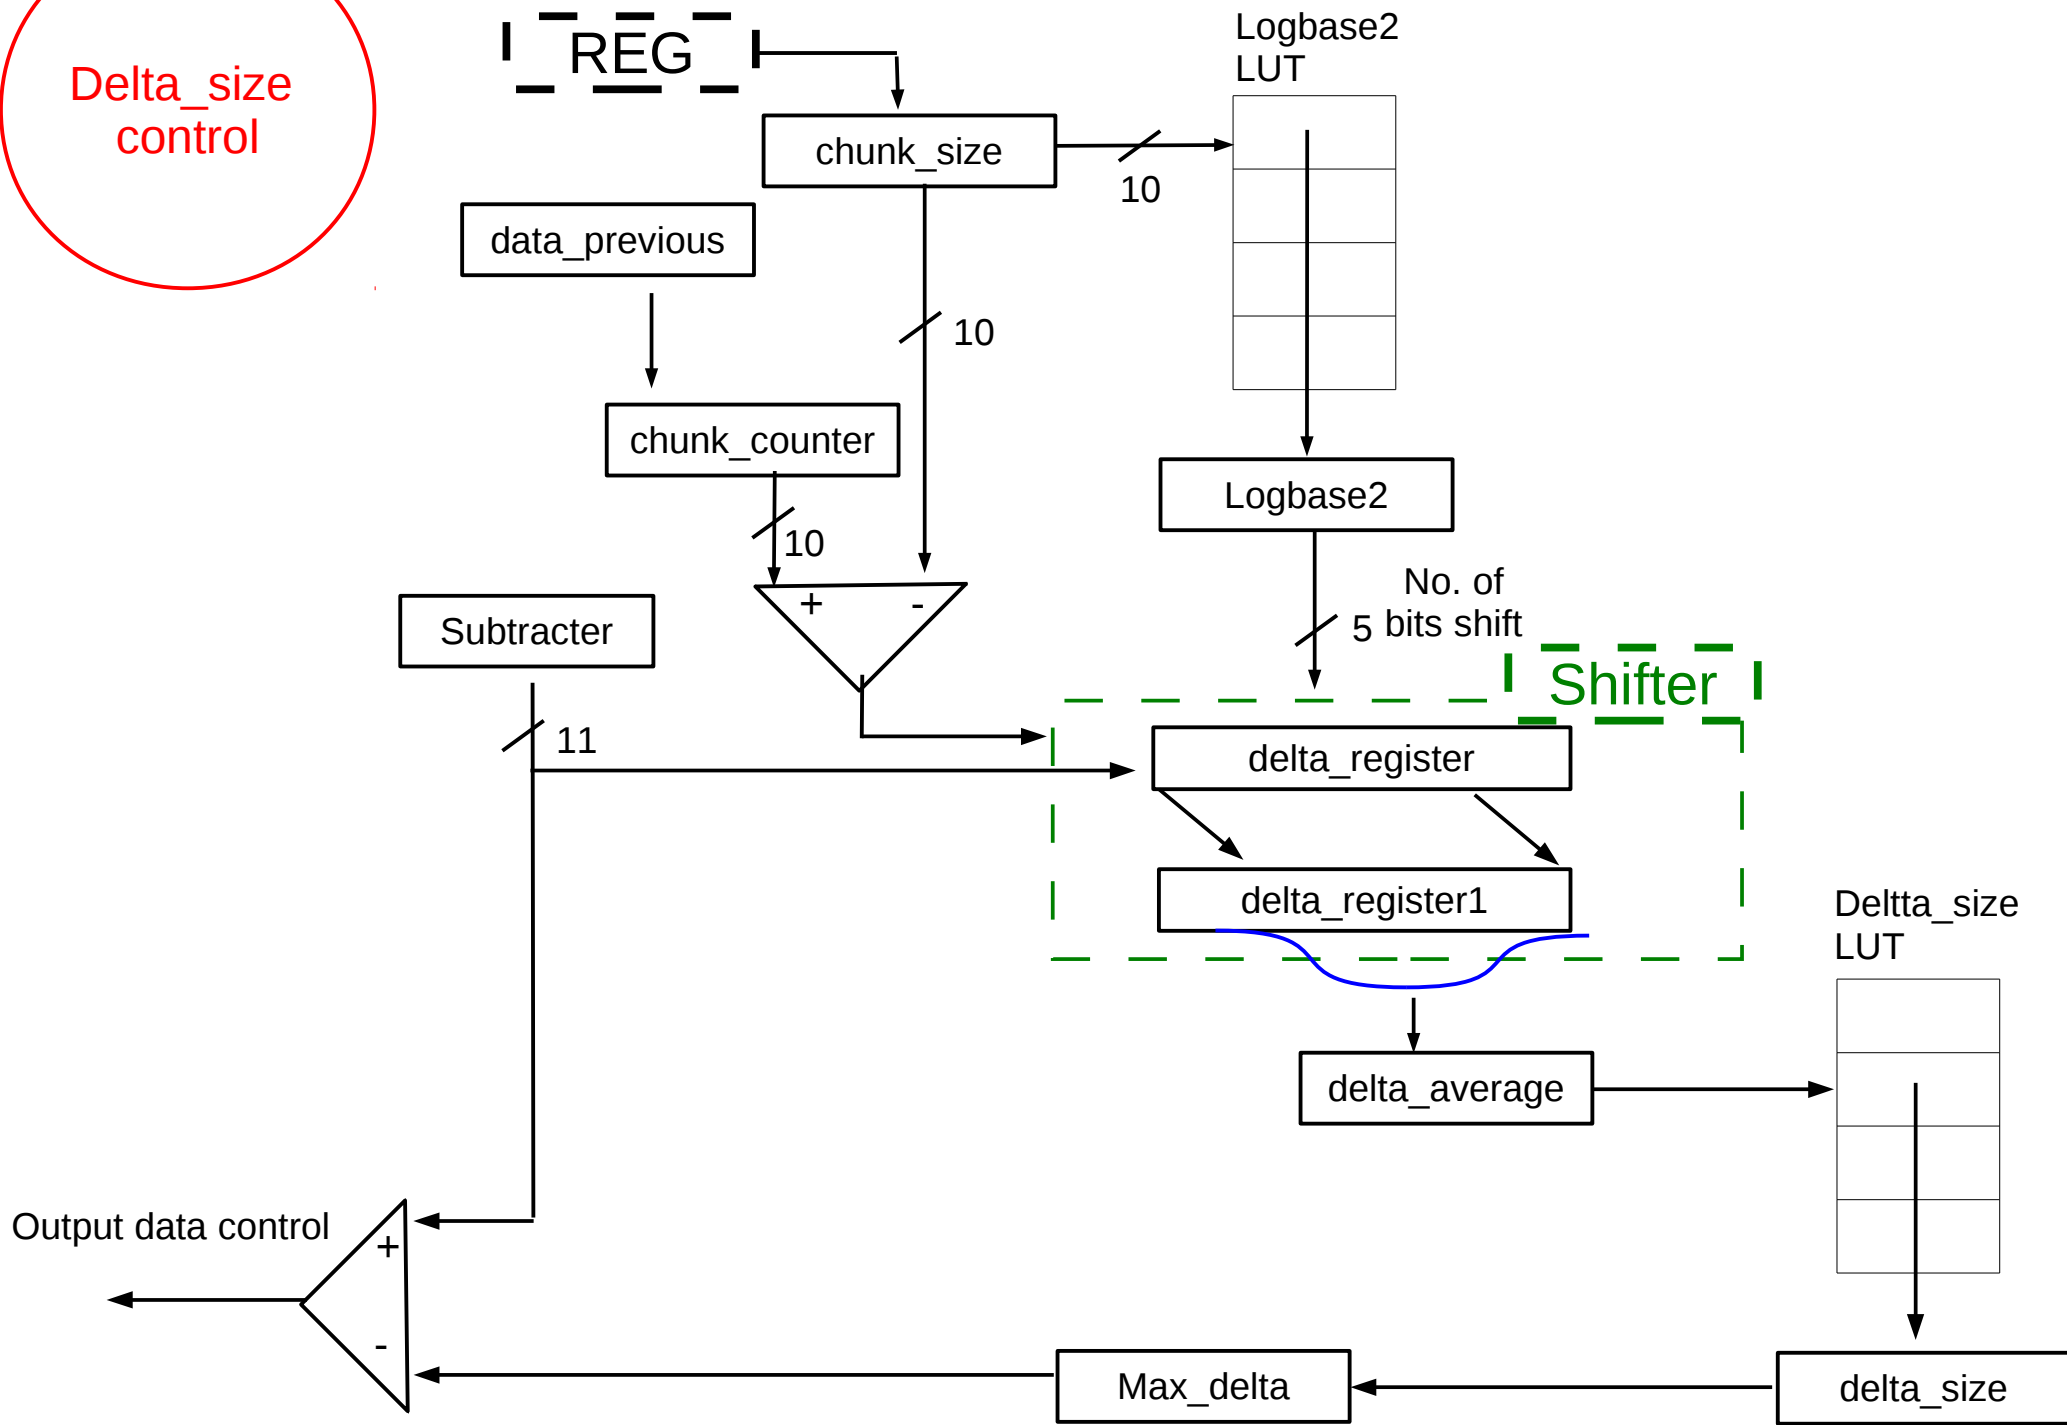 Delta_size
control
REG
Logbase2
LUT
chunk_size
10
data_previous
10
chunk_counter
10
Logbase2
No. of
5 bits shift
Subtracter
+ -
Shifter
11
delta_register
delta_register1
Deltta_size
LUT
delta_average
Output data control
+
-
Max_delta
delta_size